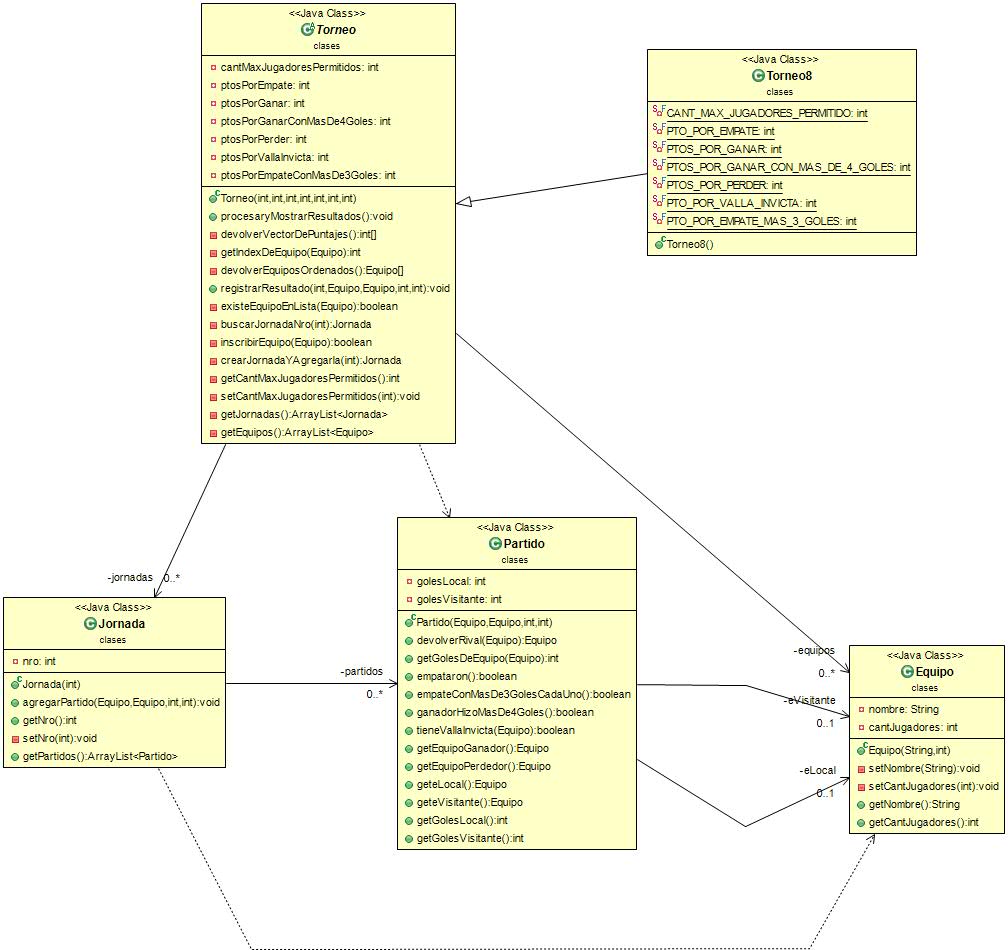 <<Java Class>>
Torneo
clases
cantMaxJugadoresPermitidos: int
ptosPorEmpate: int
ptosPorGanar: int
ptosPorGanarConMasDe4Goles: int
ptosPorPerder: int
ptosPorVallaInvicta: int
ptosPorEmpateConMasDe3Goles: int
Torneo(int,int,int,int,int,int,int)
procesaryMostrarResultados():void
devolverVectorDePuntajes():int[]
getIndexDeEquipo(Equipo):int
devolverEquiposOrdenados():Equipo[]
registrarResultado(int,Equipo,Equipo,int,int):void
existeEquipoEnLista(Equipo):boolean
buscarJornadaNro(int):Jornada
inscribirEquipo(Equipo):boolean
crearJornadaYAgregarla(int):Jornada
getCantMaxJugadoresPermitidos():int
setCantMaxJugadoresPermitidos(int):void
getJornadas():ArrayList<Jornada>
getEquipos():ArrayList<Equipo>
<<Java Class>>
Torneo8
clases
CANT_MAX_JUGADORES_PERMITIDO: int
PTO_POR_EMPATE: int
PTOS_POR_GANAR: int
PTOS_POR_GANAR_CON_MAS_DE_4_GOLES: int
PTOS_POR_PERDER: int
PTO_POR_VALLA_INVICTA: int
PTO_POR_EMPATE_MAS_3_GOLES: int
Torneo8()
-jornadas 0..*
<<Java Class>>
Jornada
clases
nro: int
Jornada(int)
agregarPartido(Equipo,Equipo,int,int):void
getNro():int
setNro(int):void
getPartidos():ArrayList<Partido>
-partidos
0..*
<<Java Class>>
Partido
clases
golesLocal: int
golesVisitante: int
Partido(Equipo,Equipo,int,int)
devolverRival(Equipo):Equipo
getGolesDeEquipo(Equipo):int
empataron():boolean
empateConMasDe3GolesCadaUno():boolean
ganadorHizoMasDe4Goles():boolean
tieneVallaInvicta(Equipo):boolean
getEquipoGanador():Equipo
getEquipoPerdedor():Equipo
geteLocal():Equipo
geteVisitante():Equipo
getGolesLocal():int
getGolesVisitante():int
-equipos
0..*
-eVisitante
0..1
-eLocal
0..1
<<Java Class>>
Equipo
clases
nombre: String
cantJugadores: int
Equipo(String,int)
setNombre(String):void
setCantJugadores(int):void
getNombre():String
getCantJugadores():int